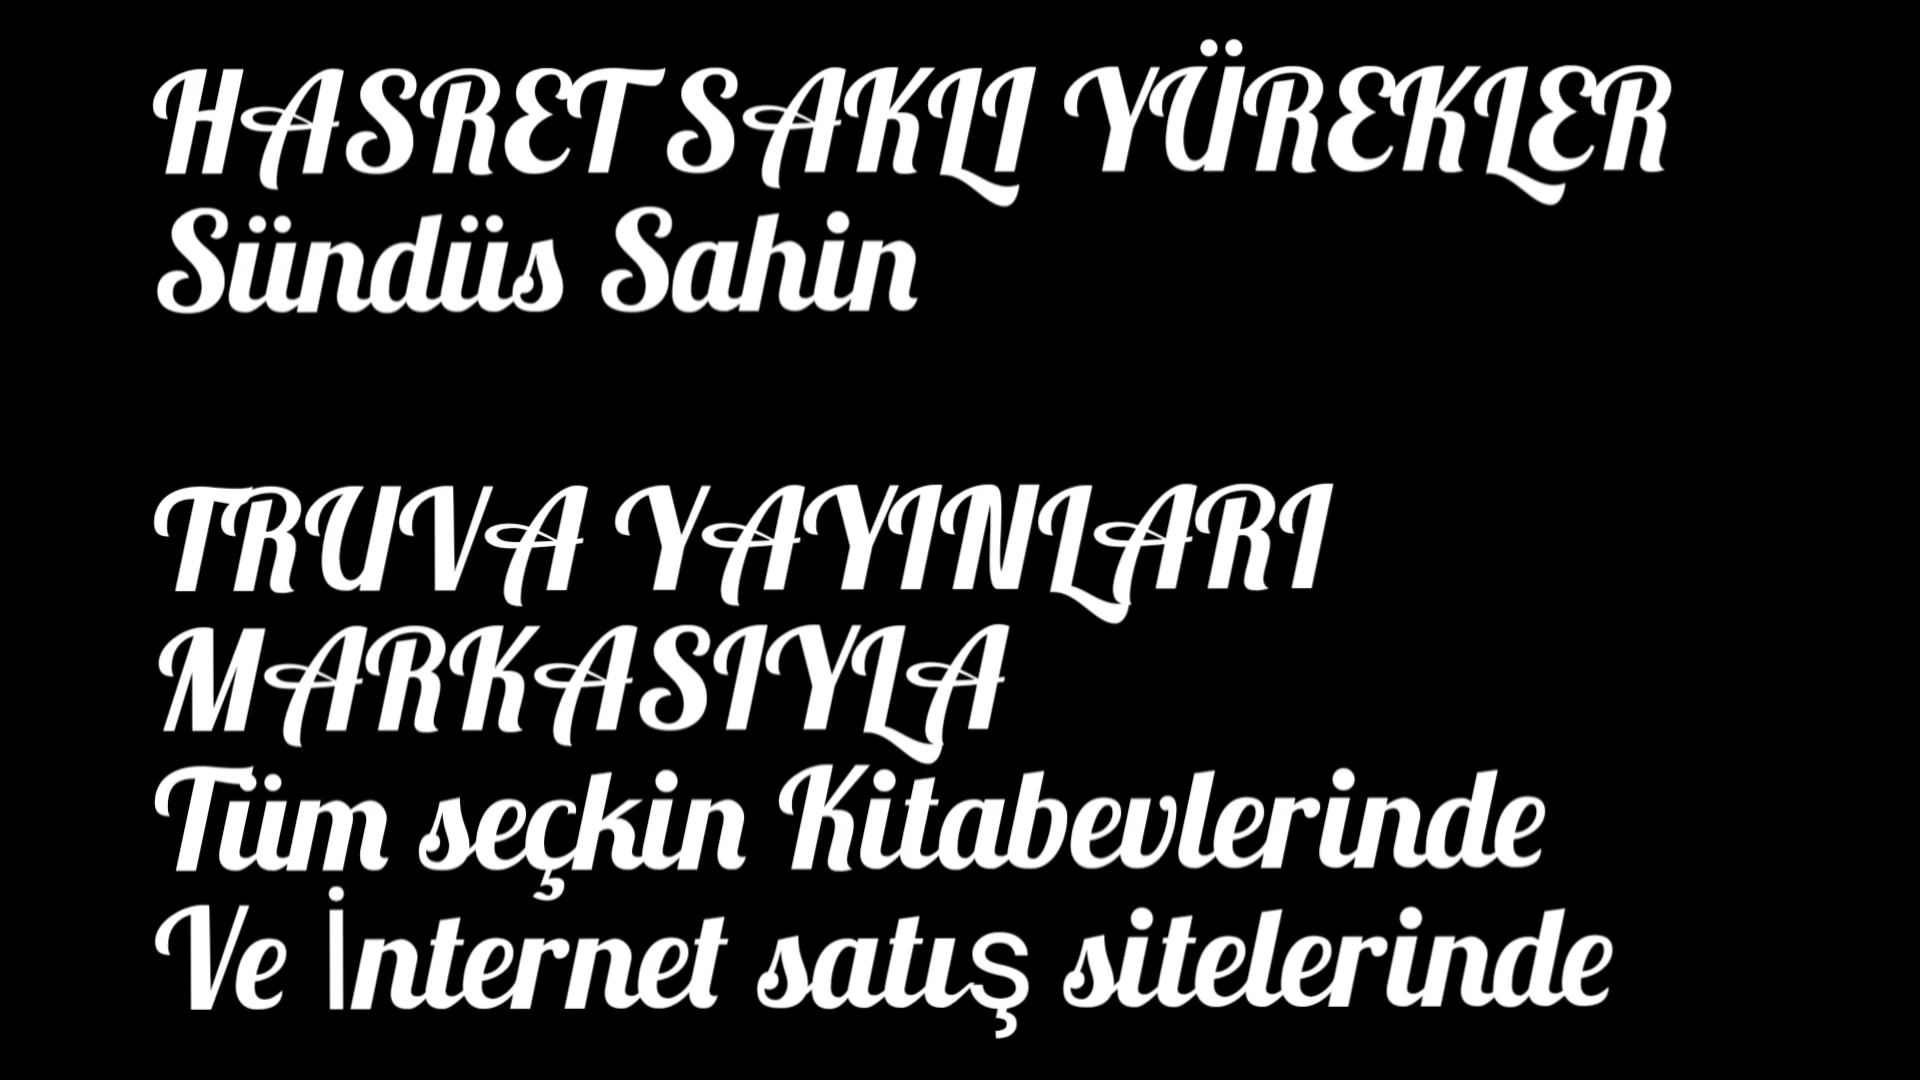 HASRET SAKLI YÜREKLER
Sündüs Sahin
TRUVA YAYINLARI
MARKASIYLA
Tüm seçkin Kitabevlerinde
Ve İnternet satış sitelerinde